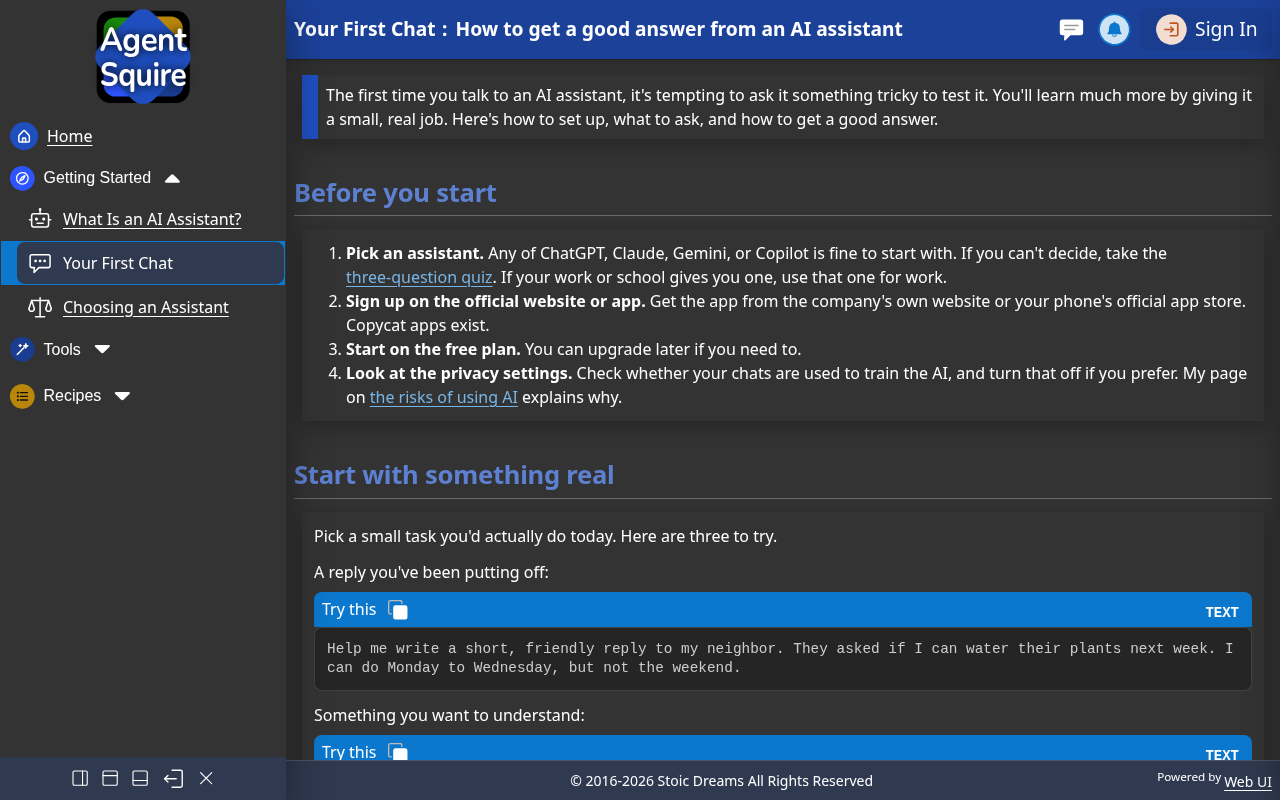 Agent
Squire
Home
Getting Started
What Is an AI Assistant?
Your First Chat
Choosing an Assistant
Tools
Recipes
Your First Chat : How to get a good answer from an AI assistant
Sign In
The first time you talk to an AI assistant, it's tempting to ask it something tricky to test it. You'll learn much more by giving it
a small, real job. Here's how to set up, what to ask, and how to get a good answer.
Before you start
1. Pick an assistant. Any of ChatGPT, Claude, Gemini, or Copilot is fine to start with. If you can't decide, take the
three-question quiz. If your work or school gives you one, use that one for work.
2. Sign up on the official website or app. Get the app from the company's own website or your phone's official app store.
Copycat apps exist.
3. Start on the free plan. You can upgrade later if you need to.
4. Look at the privacy settings. Check whether your chats are used to train the AI, and turn that off if you prefer. My page
on the risks of using AI explains why.
Start with something real
Pick a small task you'd actually do today. Here are three to try.
A reply you've been putting off:
Try this TEXT
Help me write a short, friendly reply to my neighbor. They asked if I can water their plants next week. I
can do Monday to Wednesday, but not the weekend.
Something you want to understand:
Try this TEXT
© 2016-2026 Stoic Dreams All Rights Reserved
Powered by Web UI